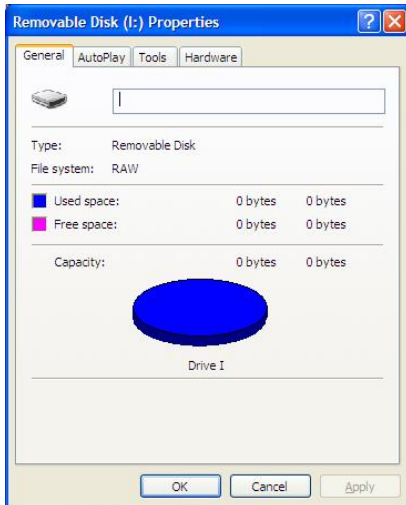 Removable Disk (I:) Properties
General AutoPlay Tools Hardware
Type: Removable Disk
File system: RAW
Used space: 0 bytes 0 bytes
Free space: 0 bytes 0 bytes
Capacity: 0 bytes 0 bytes
Drive I
OK Cancel Apply